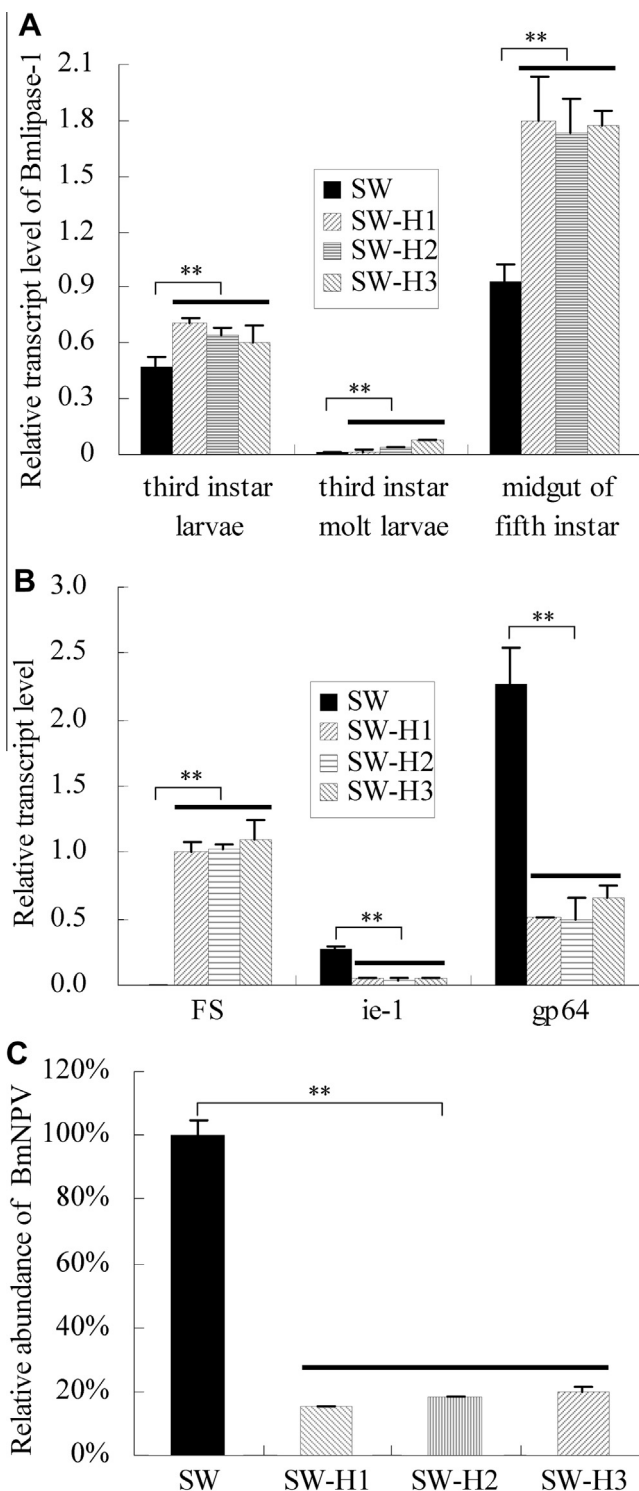 A
Relative transcript level of Bmlipase-1
2.1
1.8
1.5
1.2
0.9
0.6
0.3
0
**
**
**
SW
SW-H1
SW-H2
SW-H3
third instar
larvae
third instar
molt larvae
midgut of
fifth instar
B
Relative transcript level
3.0
2.5
2.0
1.5
1.0
0.5
0.0
**
**
**
SW
SW-H1
SW-H2
SW-H3
FS
ie-1
gp64
C
Relative abundance of BmNPV
120%
100%
80%
60%
40%
20%
0%
**
SW
SW-H1
SW-H2
SW-H3